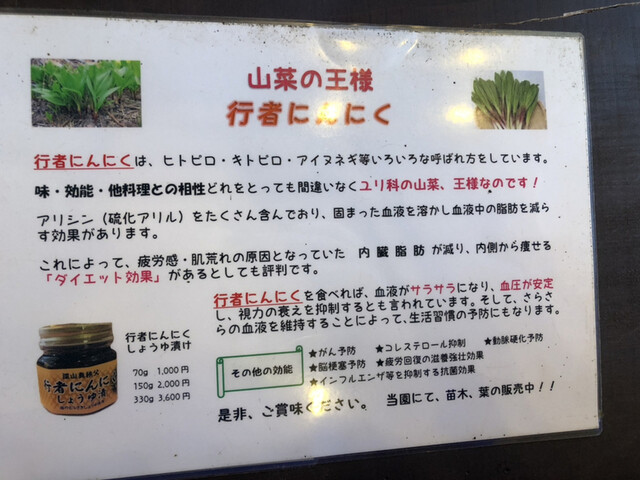 山菜の王様
行者にんにく
行者にんにくは、ヒトビロ・キトビロ・アイヌネギ等いろいろな呼ばれ方をしています。
味・効能・他料理との相性どれをとっても間違いなくユリ科の山菜、王様なのです！
アリシン（硫化アリル）をたくさん含んでおり、固まった血液を溶かし血液中の脂肪を減ら
す効果があります。
これによって、疲労感・肌荒れの原因となっていた 内臓脂肪が減り、内側から痩せる
「ダイエット効果」があるとしても評判です。
行者にんにくを食べれば、血液がサラサラになり、血圧が安定
し、視力の衰えを抑制するとも言われています。そして、さらさ
らの血液を維持することによって、生活習慣の予防にもなります。
行者にんにく
しょうゆ漬け
70g 1,000円
150g 2,000円
330g 3,600円
行者にんにく
しょうゆ漬
その他の効能
★がん予防 ★コレステロール抑制 ★動脈硬化予防
★脳梗塞予防 ★疲労回復の滋養強壮効果
★インフルエンザ等を抑制する抗菌効果
是非、ご賞味ください。 当園にて、苗木、葉の販売中！！